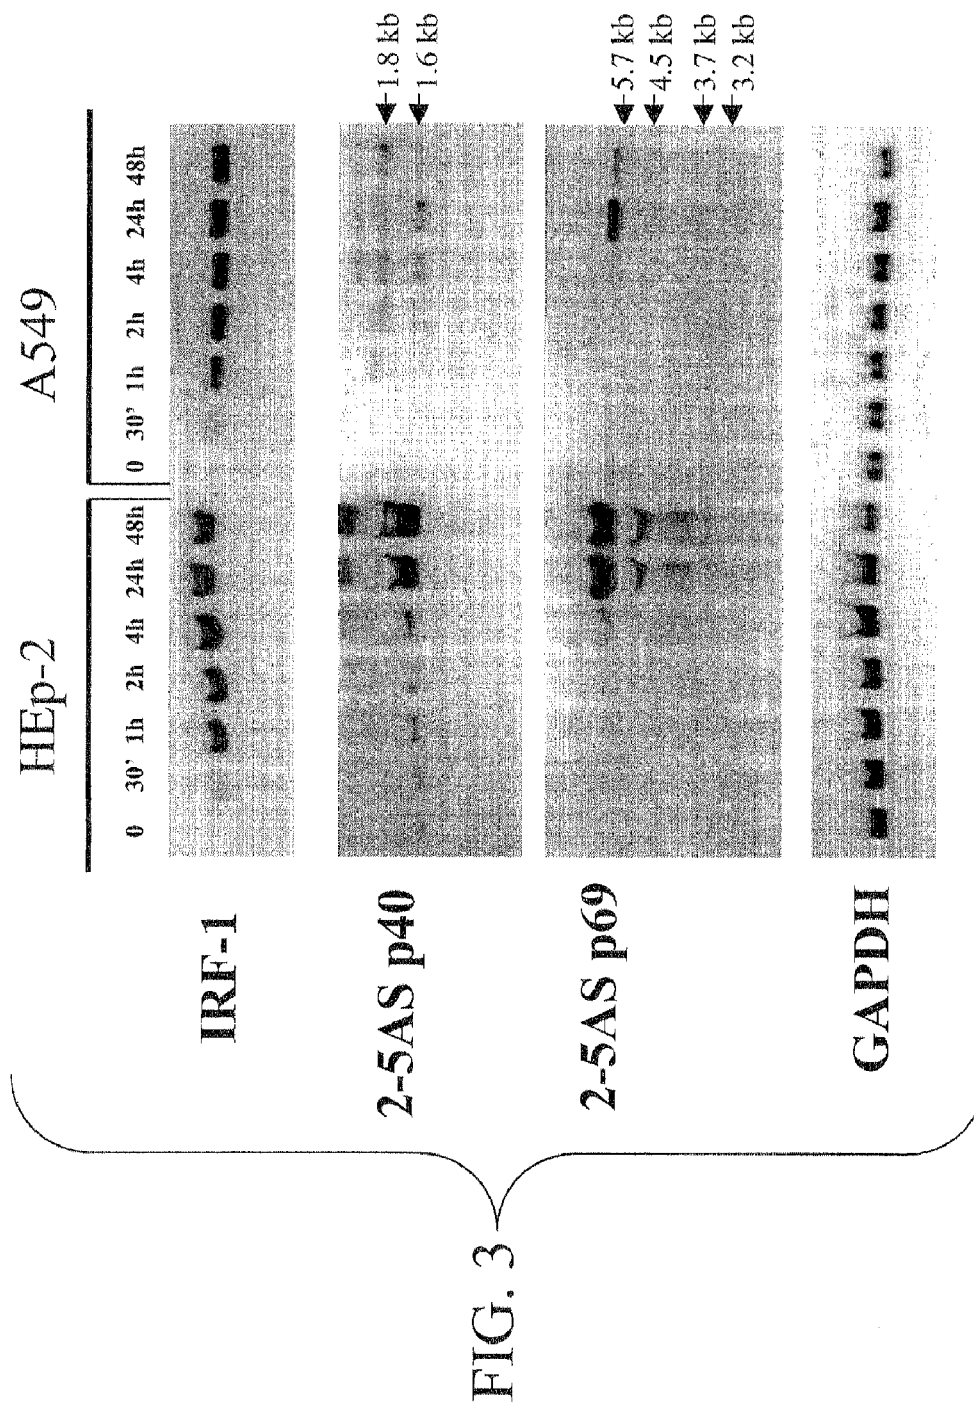 FIG. 3
HEp-2
A549
0 30' 1h 2h 4h 24h 48h
0 30' 1h 2h 4h 24h 48h
IRF-1
2-5AS p40
1.8 kb
1.6 kb
2-5AS p69
5.7 kb
4.5 kb
3.7 kb
3.2 kb
GAPDH